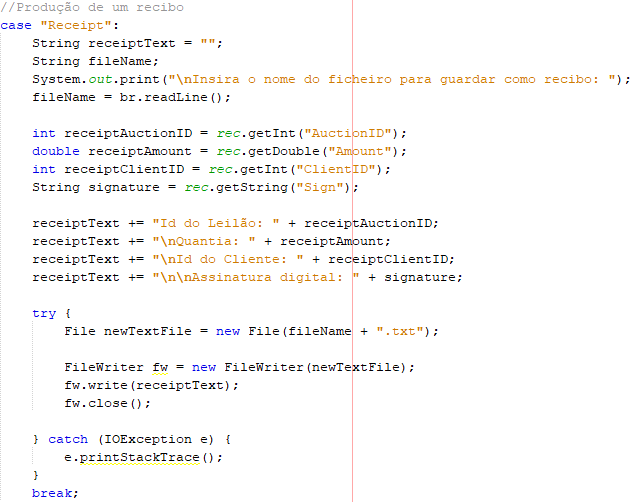 //Produção de um recibo
case "Receipt":
    String receiptText = "";
    String fileName;
    System.out.print("\nInsira o nome do ficheiro para guardar como recibo: ");
    fileName = br.readLine();

    int receiptAuctionID = rec.getInt("AuctionID");
    double receiptAmount = rec.getDouble("Amount");
    int receiptClientID = rec.getInt("ClientID");
    String signature = rec.getString("Sign");

    receiptText += "Id do Leilão: " + receiptAuctionID;
    receiptText += "\nQuantia: " + receiptAmount;
    receiptText += "\nId do Cliente: " + receiptClientID;
    receiptText += "\n\nAssinatura digital: " + signature;

    try {
        File newTextFile = new File(fileName + ".txt");

        FileWriter fw = new FileWriter(newTextFile);
        fw.write(receiptText);
        fw.close();

    } catch (IOException e) {
        e.printStackTrace();
    }
    break;